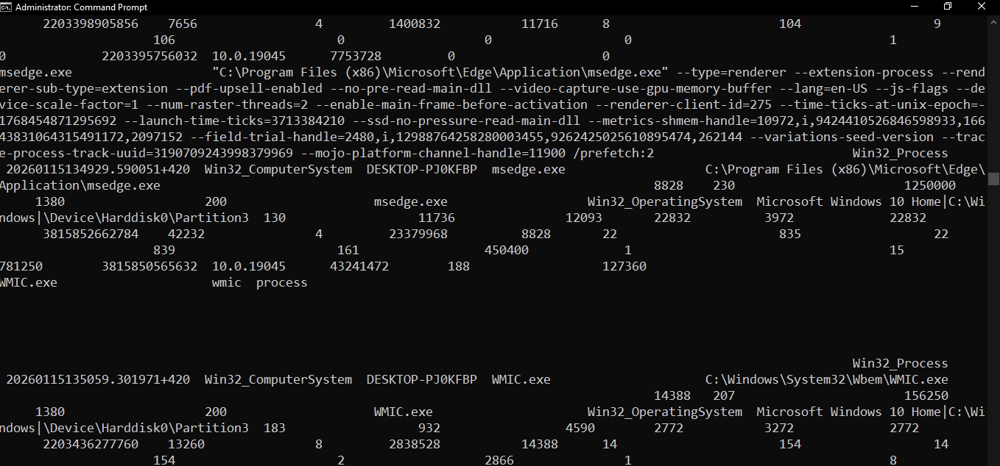 Administrator: Command Prompt
2203398905856 7656 4 1400832 11716 8 104 9
106 0 0 0 1
0 2203395756032 10.0.19045 7753728 0 0
msedge.exe "C:\Program Files (x86)\Microsoft\Edge\Application\msedge.exe" --type=renderer --extension-process --rend
erer-sub-type=extension --pdf-upsell-enabled --no-pre-read-main-dll --video-capture-use-gpu-memory-buffer --lang=en-US --js-flags --de
vice-scale-factor=1 --num-raster-threads=2 --enable-main-frame-before-activation --renderer-client-id=275 --time-ticks-at-unix-epoch=-
1768454871295692 --launch-time-ticks=3713384210 --ssd-no-pressure-read-main-dll --metrics-shmem-handle=10972,i,9424410526846598933,166
43831064315491172,2097152 --field-trial-handle=2480,i,12988764258280003455,9262425025610895474,262144 --variations-seed-version --trac
e-process-track-uuid=3190709243998379969 --mojo-platform-channel-handle=11900 /prefetch:2 Win32_Process
20260115134929.590051+420 Win32_ComputerSystem DESKTOP-PJ0KFBP msedge.exe C:\Program Files (x86)\Microsoft\Edge\
Application\msedge.exe 8828 230 1250000
1380 200 msedge.exe Win32_OperatingSystem Microsoft Windows 10 Home|C:\Wi
ndows|\Device\Harddisk0\Partition3 130 11736 12093 22832 3972 22832
3815852662784 42232 4 23379968 8828 22 835 22
839 161 450400 1 15
781250 3815850565632 10.0.19045 43241472 188 127360
WMIC.exe wmic process
Win32_Process
20260115135059.301971+420 Win32_ComputerSystem DESKTOP-PJ0KFBP WMIC.exe C:\Windows\System32\Wbem\WMIC.exe
14388 207 156250
1380 200 WMIC.exe Win32_OperatingSystem Microsoft Windows 10 Home|C:\Wi
ndows|\Device\Harddisk0\Partition3 183 932 4590 2772 3272 2772
2203436277760 13260 8 2838528 14388 14 154 14
154 2 2866 1 8